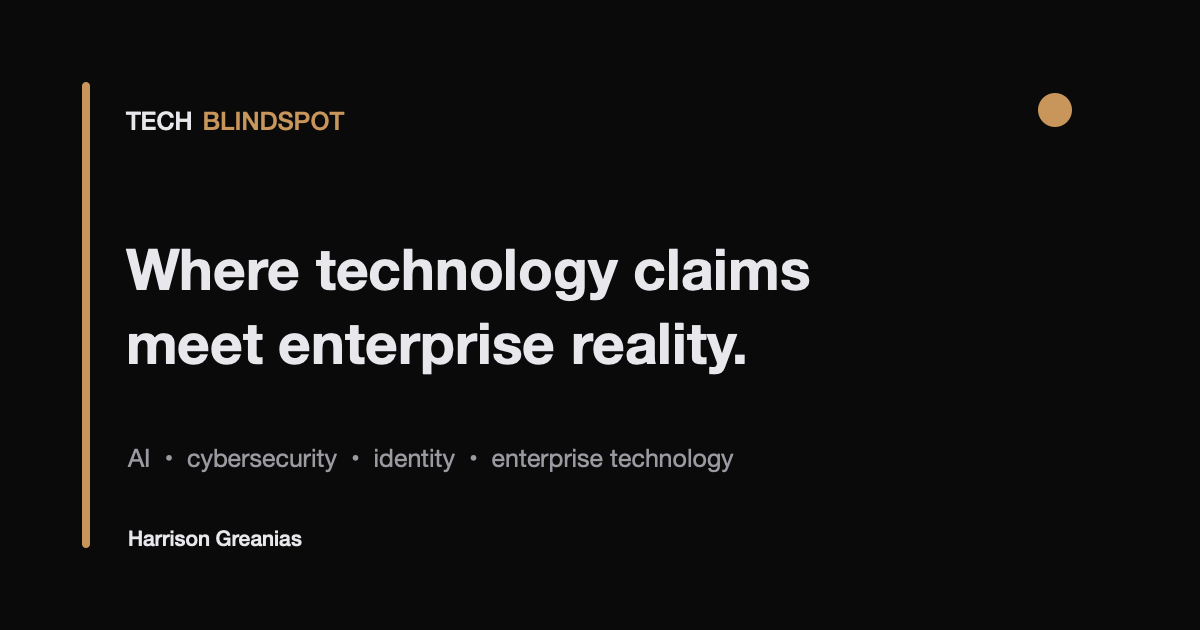 TECH BLINDSPOT
Where technology claims
meet enterprise reality.
AI • cybersecurity • identity • enterprise technology
Harrison Greanias